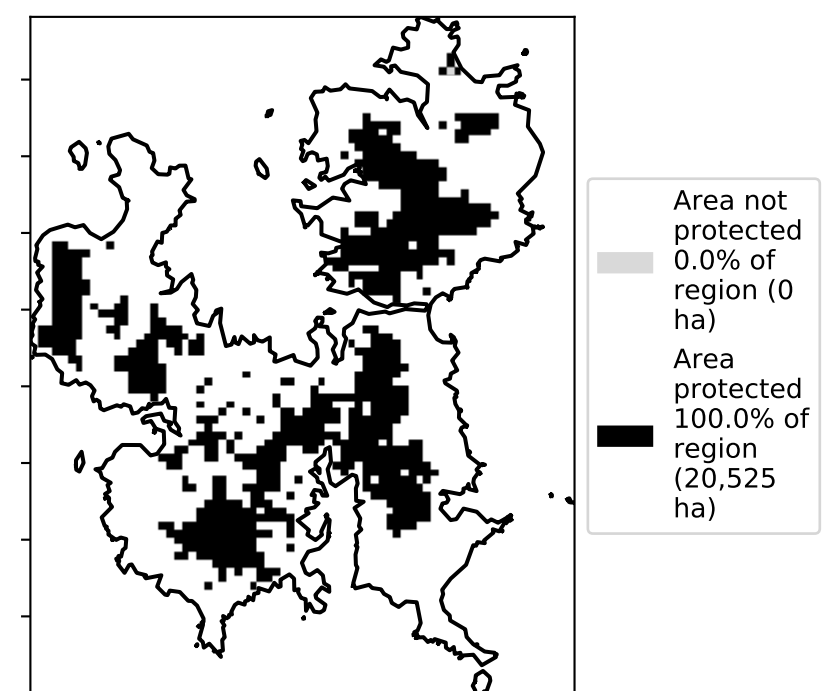 Area not
protected
0.0% of
region (0
ha)
Area
protected
100.0% of
region
(20,525
ha)